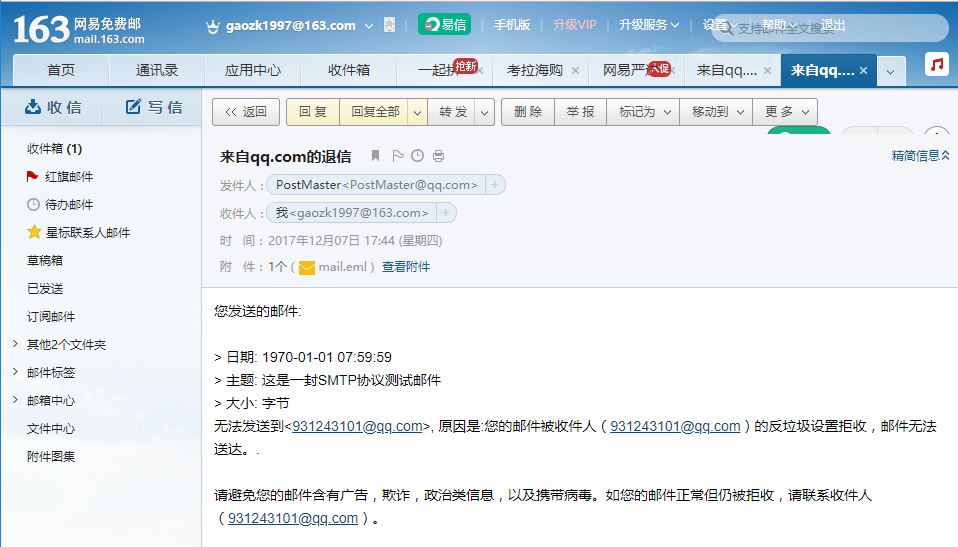 163 网易免费邮
mail.163.com
gaozk1997@163.com
易信
手机版
升级VIP
升级服务
设置
帮助
退出
支持邮件全文搜索
首页
通讯录
应用中心
收件箱
一起拼
抢新
考拉海购
网易严选
大促
来自qq....
来自qq....
收信
写信
<< 返回
回复
回复全部
转发
删除
举报
标记为
移动到
更多
收件箱 (1)
红旗邮件
待办邮件
星标联系人邮件
草稿箱
已发送
订阅邮件
其他2个文件夹
邮件标签
邮箱中心
文件中心
附件图集
来自qq.com的退信
精简信息
发件人：PostMaster<PostMaster@qq.com>
收件人：我<gaozk1997@163.com>
时 间：2017年12月07日 17:44 (星期四)
附 件：1个 ( mail.eml ) 查看附件
您发送的邮件:
> 日期: 1970-01-01 07:59:59
> 主题: 这是一封SMTP协议测试邮件
> 大小: 字节
无法发送到<931243101@qq.com>, 原因是:您的邮件被收件人（931243101@qq.com）的反垃圾设置拒收，邮件无法
送达。.
请避免您的邮件含有广告，欺诈，政治类信息，以及携带病毒。如您的邮件正常但仍被拒收，请联系收件人
（931243101@qq.com）。